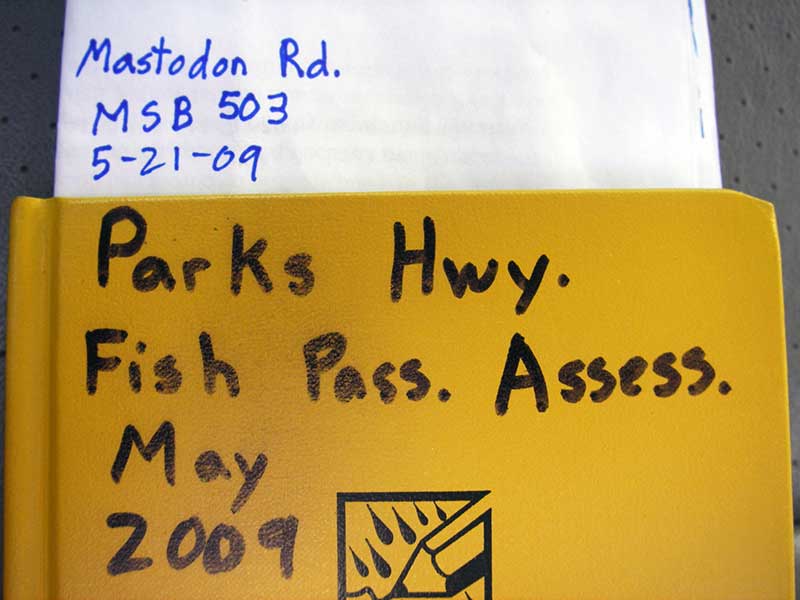 Mastodon Rd.
MSB 503
5-21-09
Parks Hwy.
Fish Pass. Assess.
May
2009